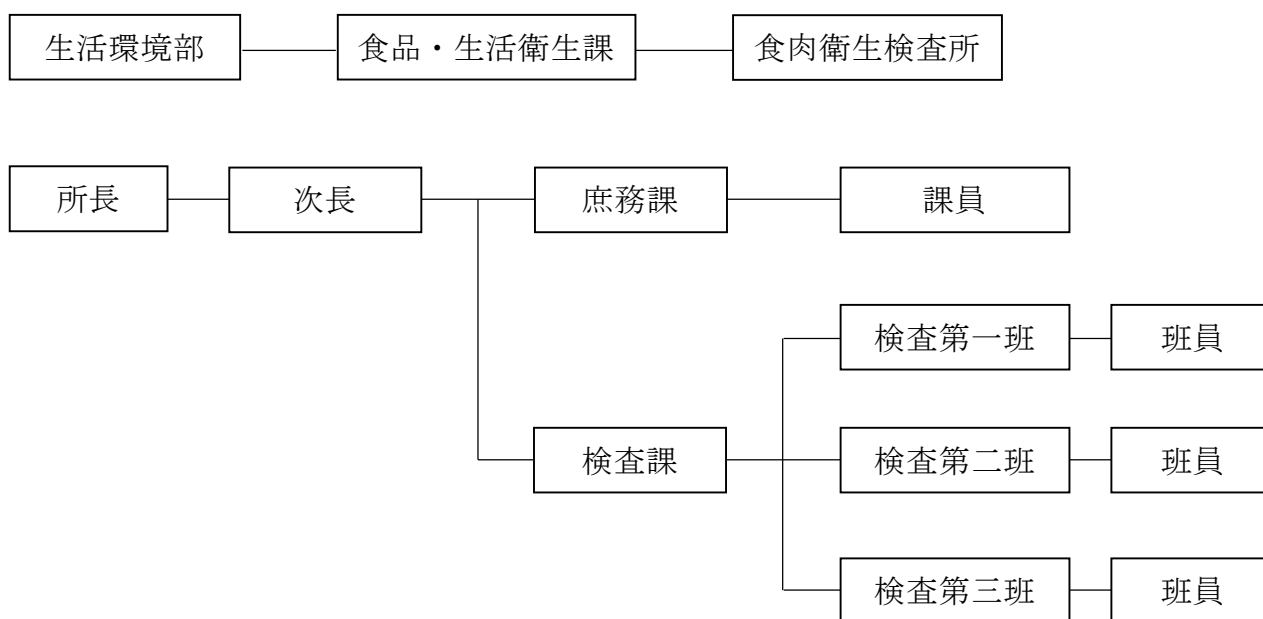 生活環境部 食品・生活衛生課 食肉衛生検査所
所長 次長 庶務課 課員
検査第一班 班員
検査課 検査第二班 班員
検査第三班 班員